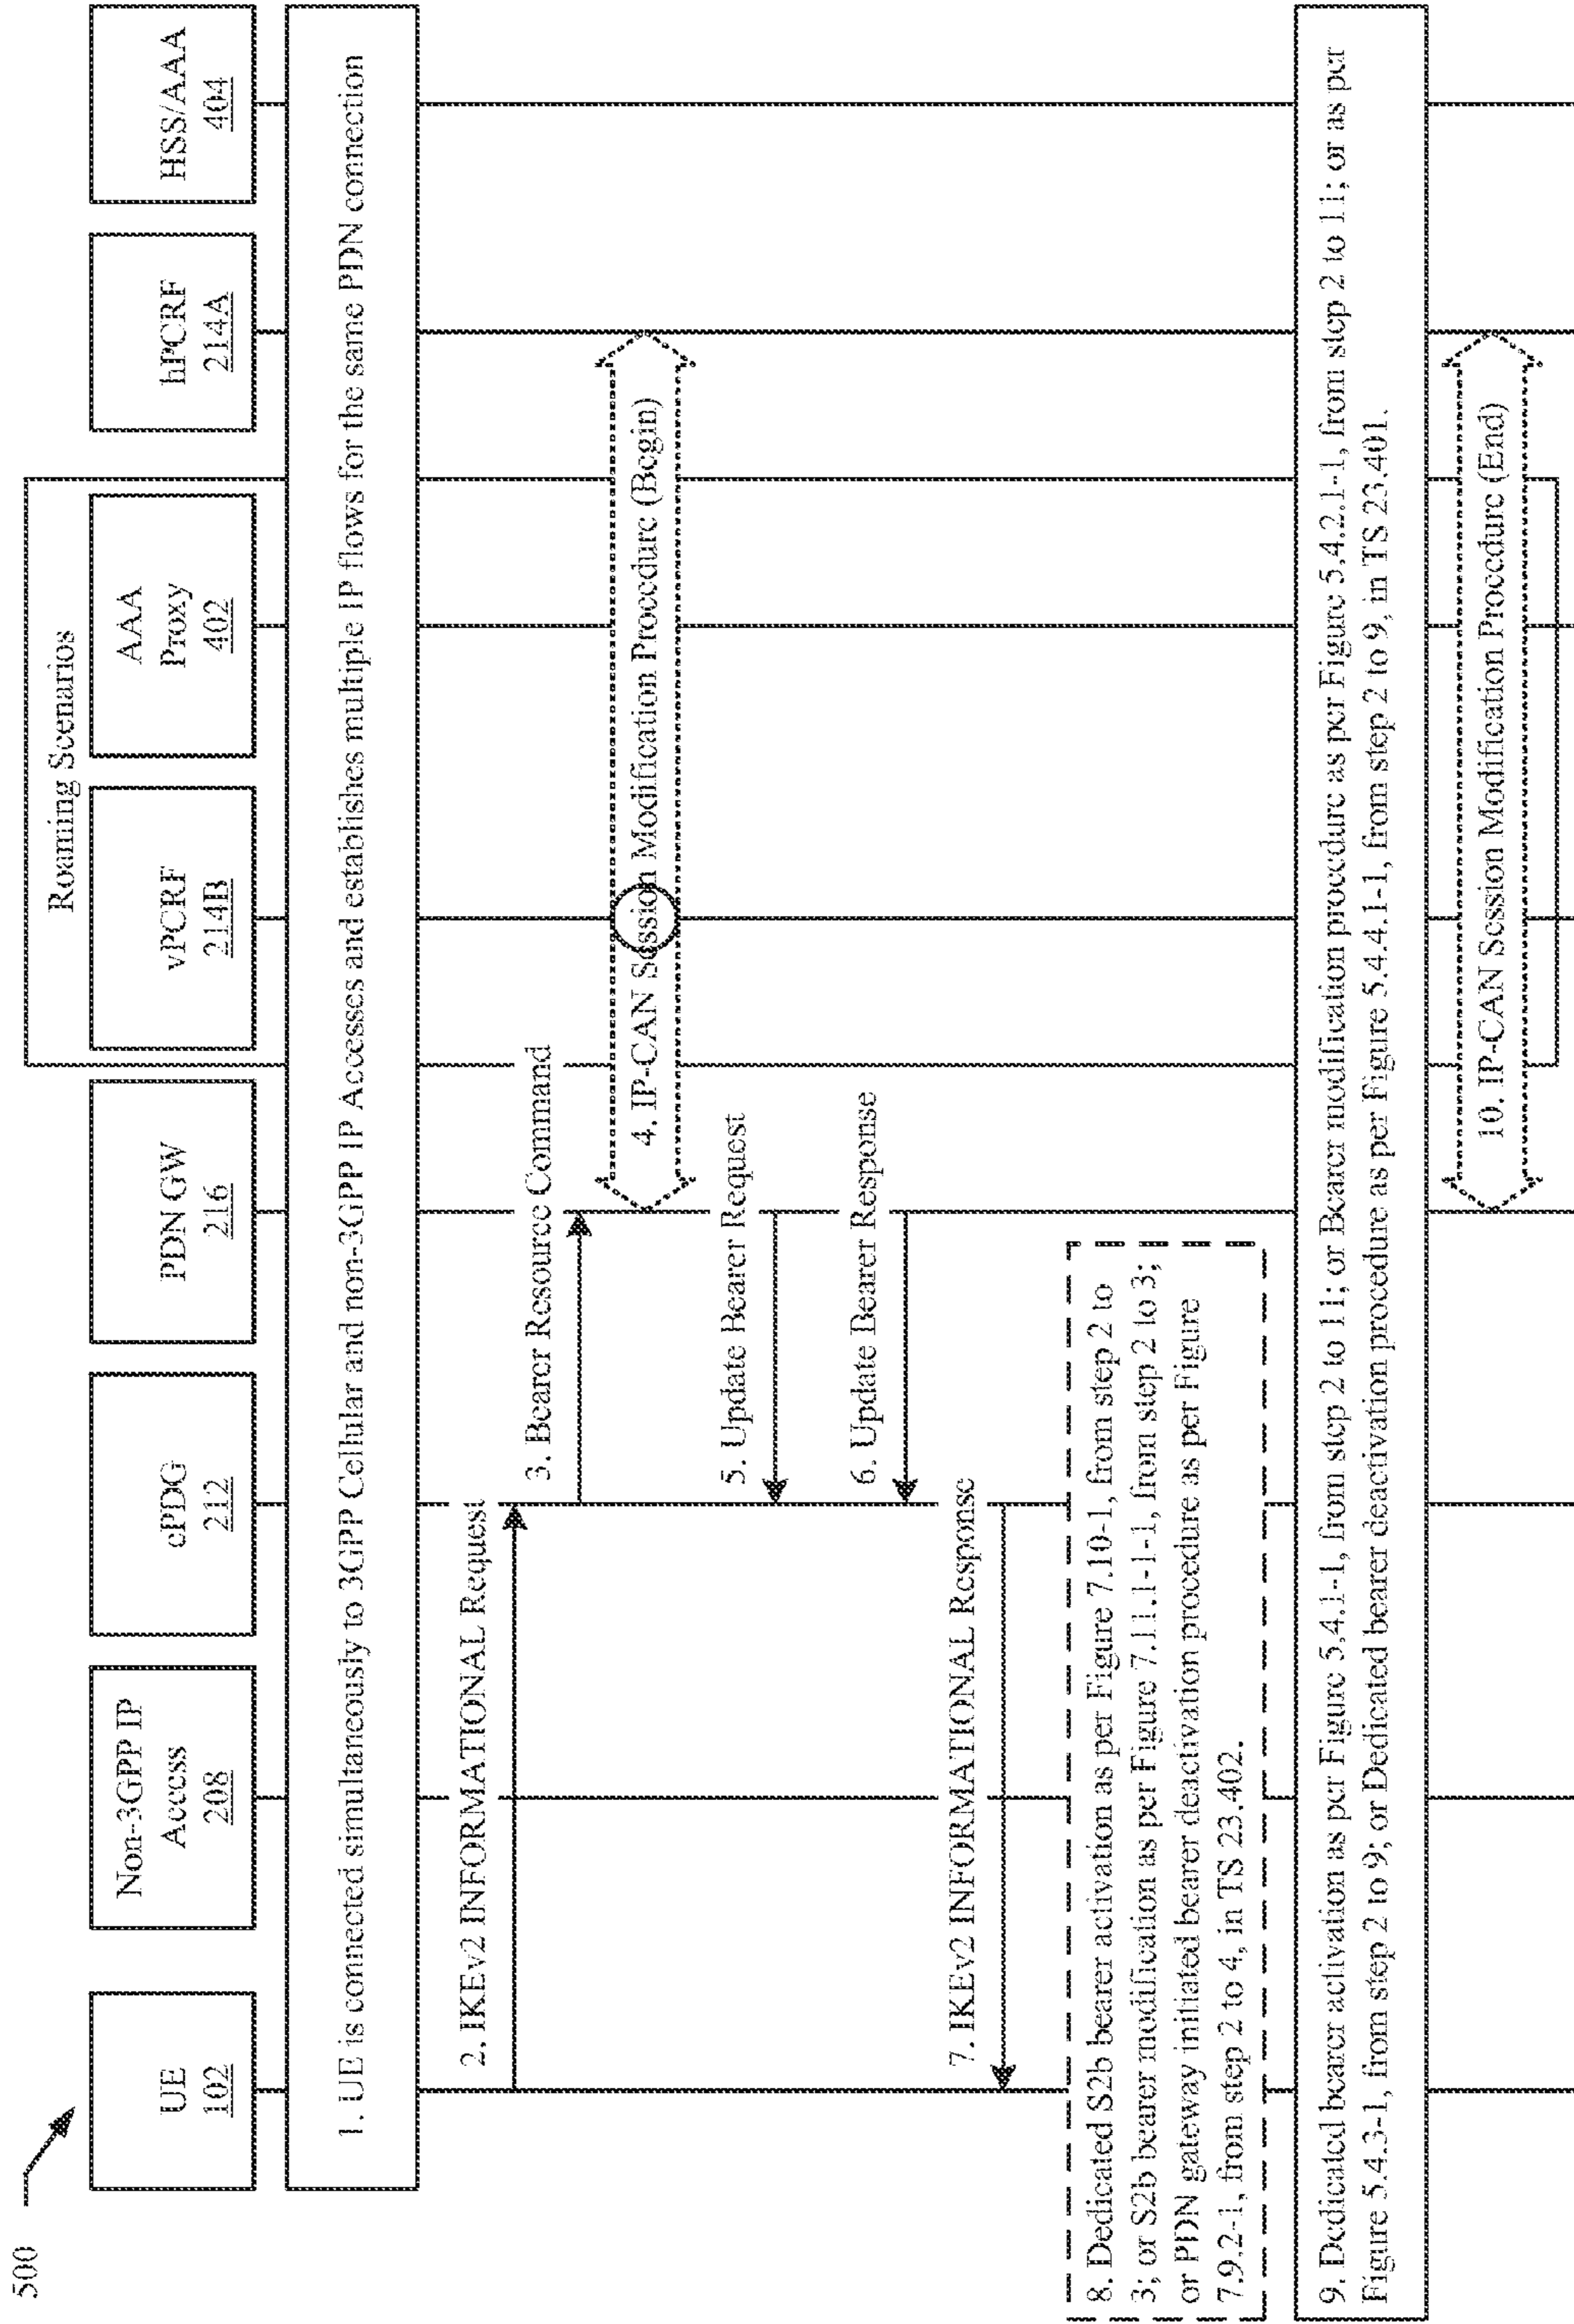 500
Roaming Scenarios
UE
102
Non-3GPP IP
Access
208
ePDG
212
PDN GW
216
vPCRF
214B
AAA
Proxy
402
hPCRF
214A
HSS/AAA
404
1. UE is connected simultaneously to 3GPP Cellular and non-3GPP IP Accesses and establishes multiple IP flows for the same PDN connection
2. IKEv2 INFORMATIONAL Request
3. Bearer Resource Command
4. IP-CAN Session Modification Procedure (Begin)
5. Update Bearer Request
6. Update Bearer Response
7. IKEv2 INFORMATIONAL Response
8. Dedicated S2b bearer activation as per Figure 7.10-1, from step 2 to
3; or S2b bearer modification as per Figure 7.11.1-1-1, from step 2 to 3;
or PDN gateway initiated bearer deactivation procedure as per Figure
7.9.2-1, from step 2 to 4, in TS 23.402.
9. Dedicated bearer activation as per Figure 5.4.1-1, from step 2 to 11; or Bearer modification procedure as per Figure 5.4.2.1-1, from step 2 to 11; or as per
Figure 5.4.3-1, from step 2 to 9; or Dedicated bearer deactivation procedure as per Figure 5.4.4.1-1, from step 2 to 9, in TS 23.401.
10. IP-CAN Session Modification Procedure (End)